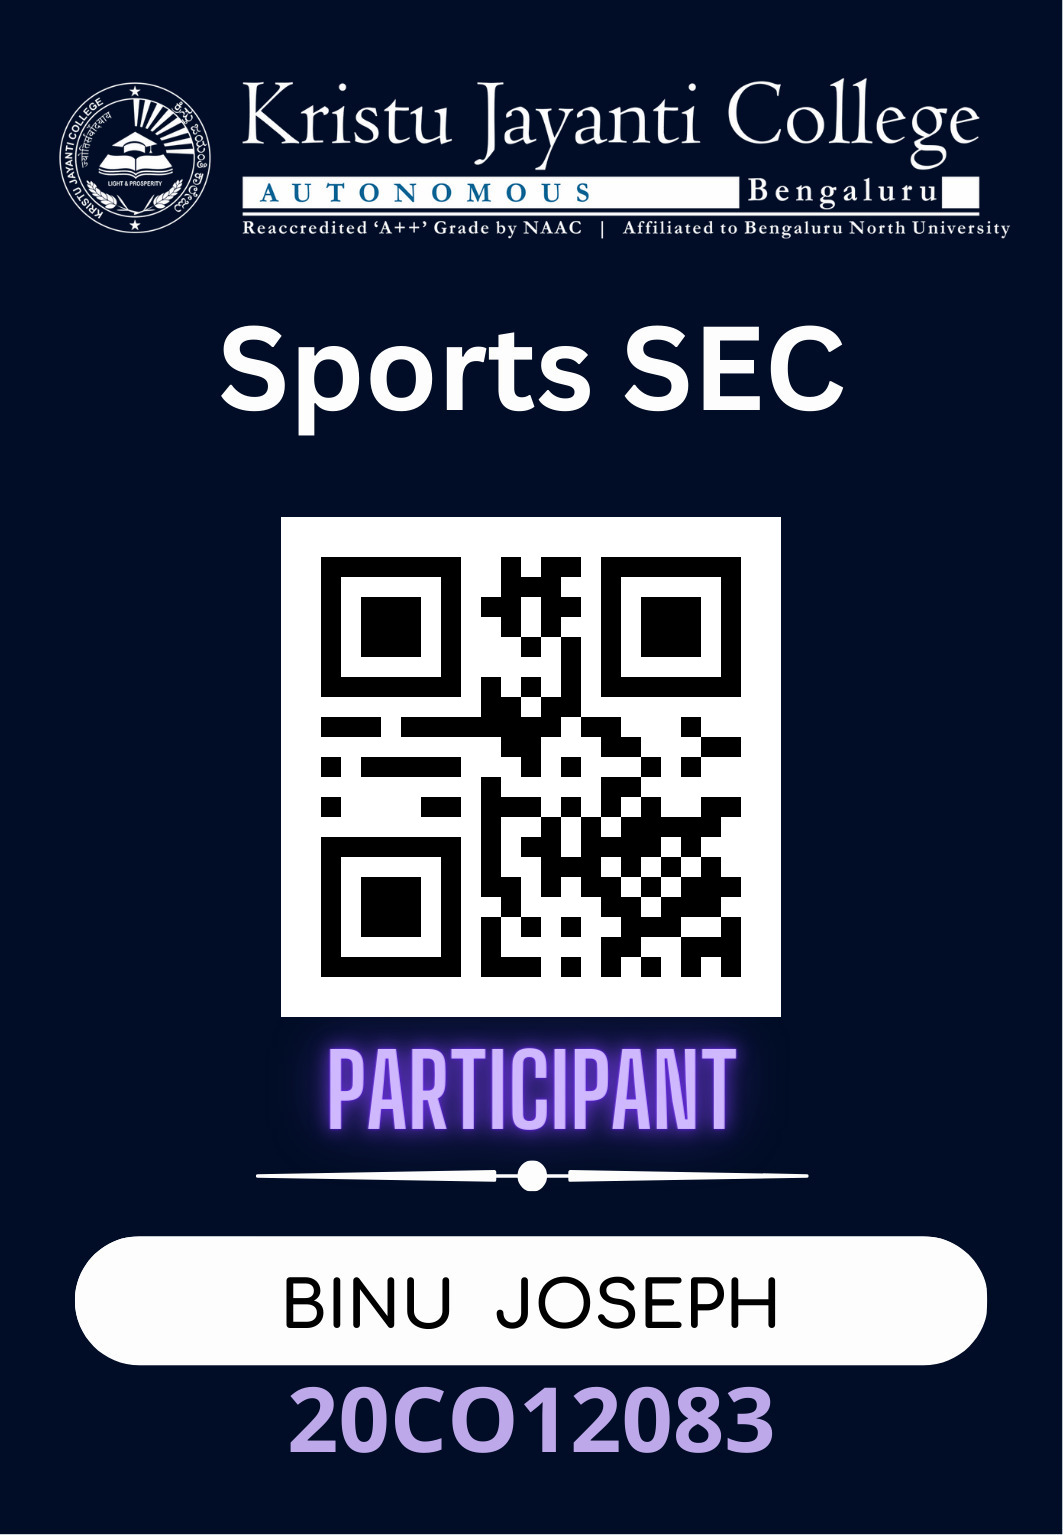 KRISTU JAYANTI COLLEGE
ज्योतिसंवादयाय
LIGHT & PROSPERITY
Kristu Jayanti College
AUTONOMOUS Bengaluru
Reaccredited ‘A++’ Grade by NAAC | Affiliated to Bengaluru North University
Sports SEC
PARTICIPANT
BINU JOSEPH
20CO12083